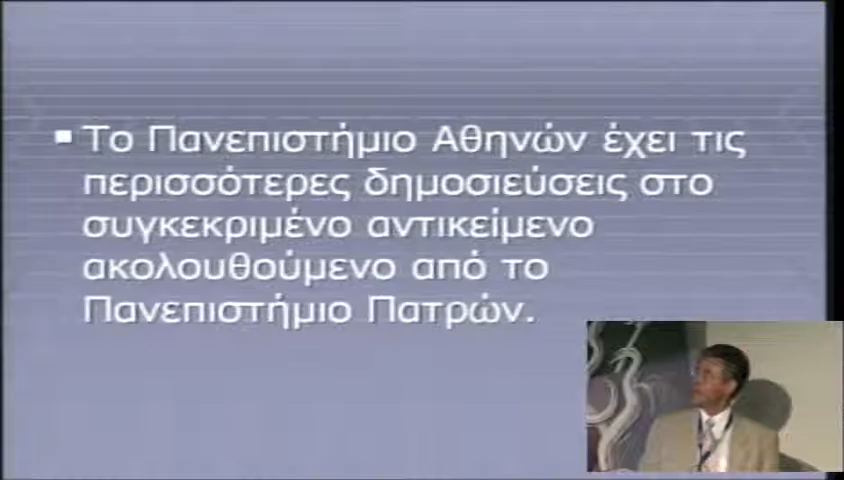 Το Πανεπιστήμιο Αθηνών έχει τις
περισσότερες δημοσιεύσεις στο
συγκεκριμένο αντικείμενο
ακολουθούμενο από το
Πανεπιστήμιο Πατρών.